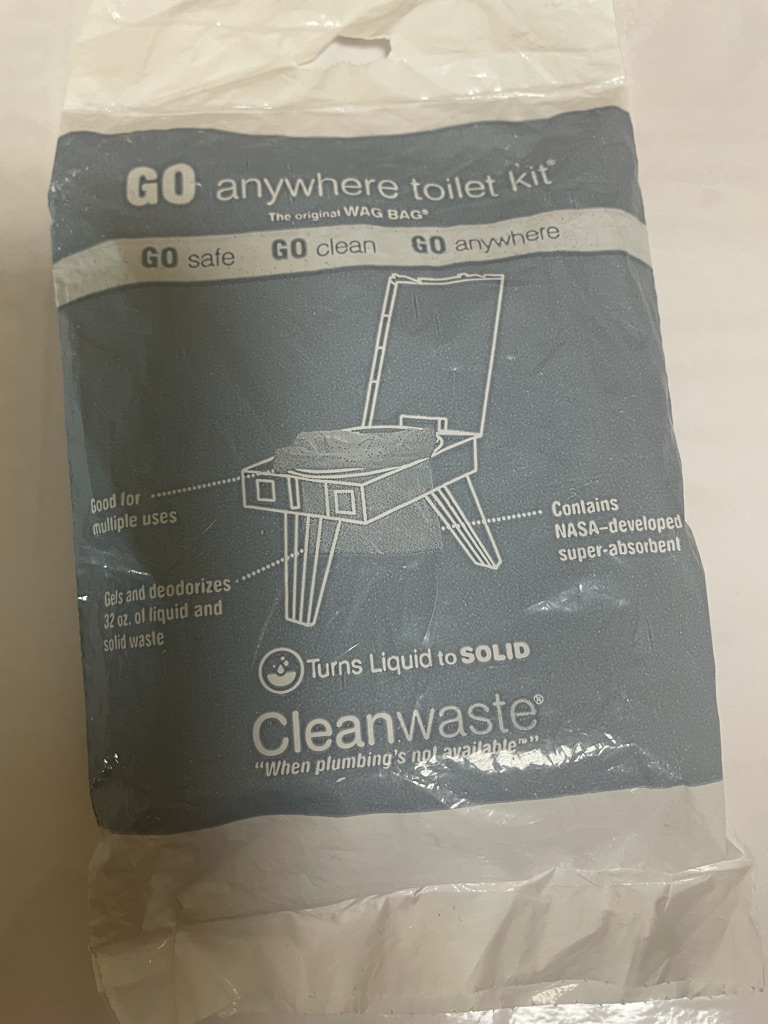 GO anywhere toilet kit®
The original WAG BAG®
GO safe GO clean GO anywhere
Good for
multiple uses
Contains
NASA-developed
super-absorbent
Gels and deodorizes
32 oz. of liquid and
solid waste
Turns Liquid to SOLID
Cleanwaste®
"When plumbing's not available™"